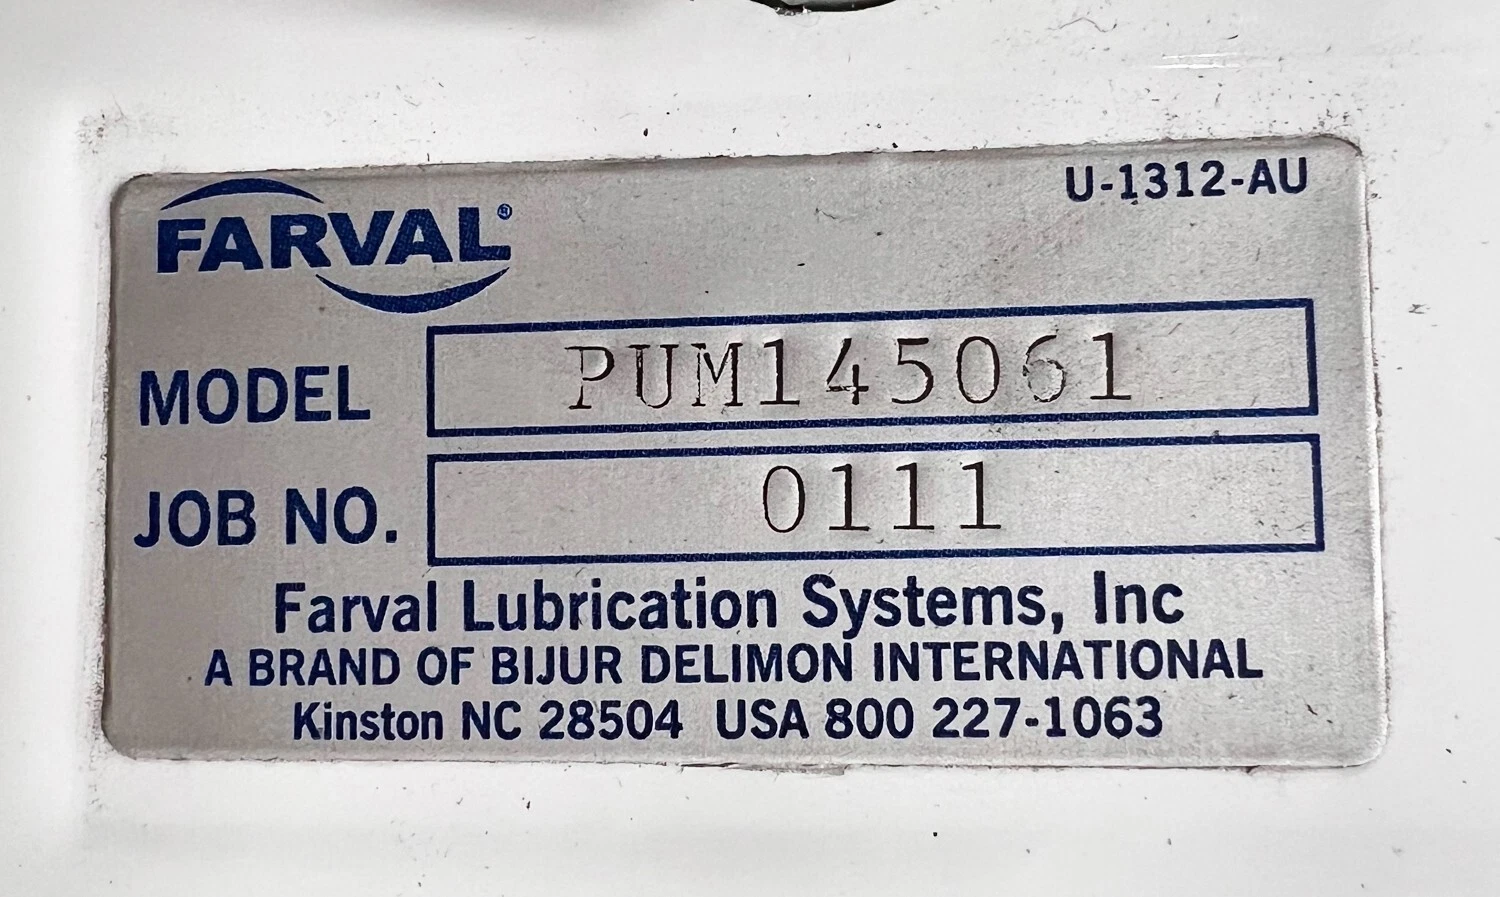 FARVAL®
U-1312-AU
MODEL PUM145061
JOB NO. 0111
Farval Lubrication Systems, Inc
A BRAND OF BIJUR DELIMON INTERNATIONAL
Kinston NC 28504 USA 800 227-1063